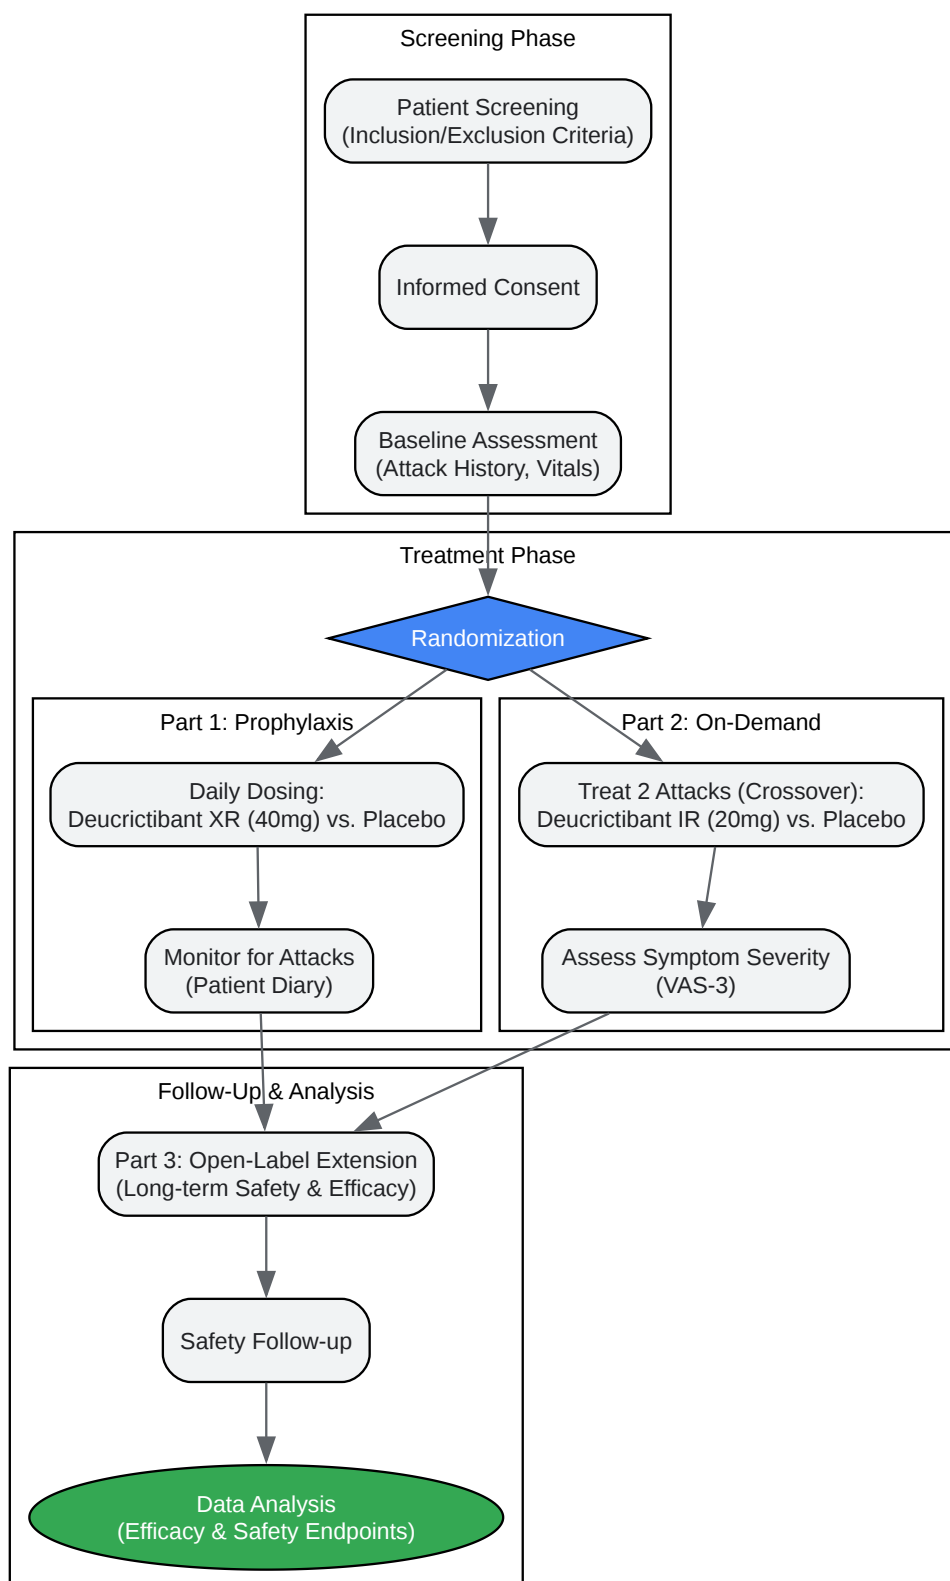 Screening Phase
Patient Screening
(Inclusion/Exclusion Criteria)
Informed Consent
Baseline Assessment
(Attack History, Vitals)
Treatment Phase
Randomization
Part 1: Prophylaxis
Daily Dosing:
Deucrictibant XR (40mg) vs. Placebo
Monitor for Attacks
(Patient Diary)
Part 2: On-Demand
Treat 2 Attacks (Crossover):
Deucrictibant IR (20mg) vs. Placebo
Assess Symptom Severity
(VAS-3)
Follow-Up & Analysis
Part 3: Open-Label Extension
(Long-term Safety & Efficacy)
Safety Follow-up
Data Analysis
(Efficacy & Safety Endpoints)